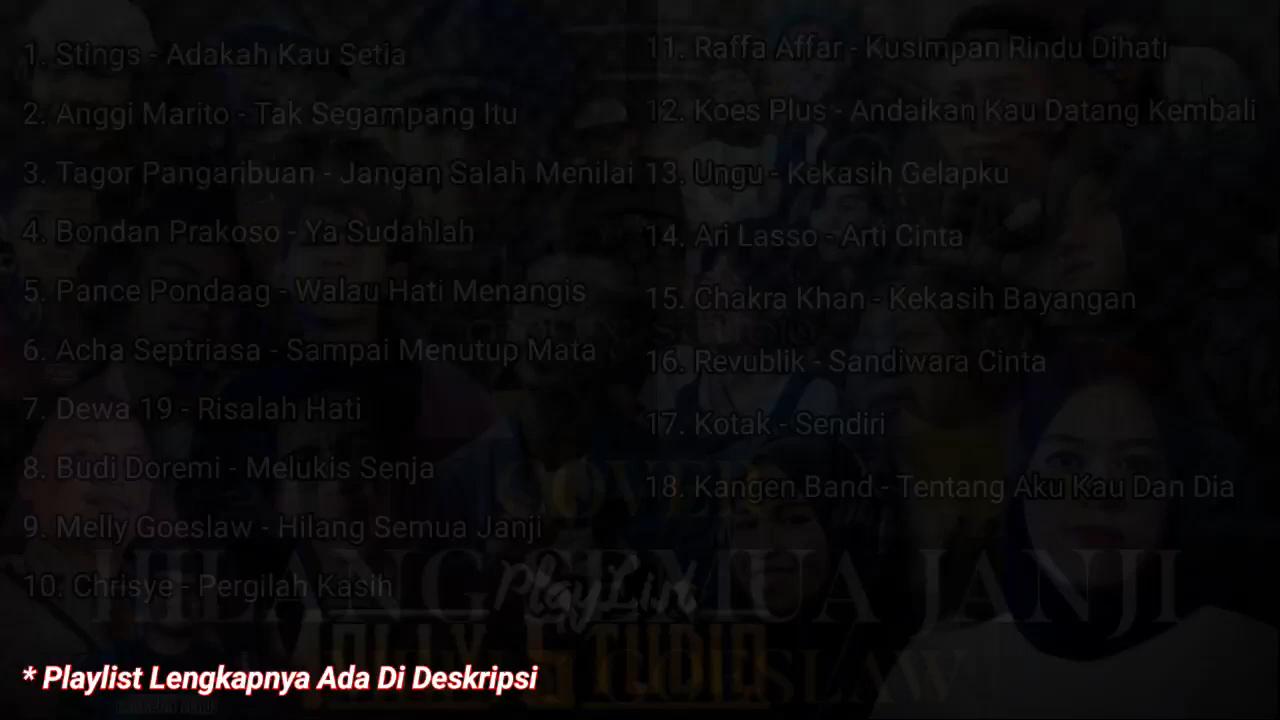 1. Stings - Adakah Kau Setia
2. Anggi Marito - Tak Segampang Itu
3. Tagor Pangaribuan - Jangan Salah Menilai
4. Bondan Prakoso - Ya Sudahlah
5. Pance Pondaag - Walau Hati Menangis
6. Acha Septriasa - Sampai Menutup Mata
7. Dewa 19 - Risalah Hati
8. Budi Doremi - Melukis Senja
9. Melly Goeslaw - Hilang Semua Janji
10. Chrisye - Pergilah Kasih
11. Raffa Affar - Kusimpan Rindu Dihati
12. Koes Plus - Andaikan Kau Datang Kembali
13. Ungu - Kekasih Gelapku
14. Ari Lasso - Arti Cinta
15. Chakra Khan - Kekasih Bayangan
16. Revublik - Sandiwara Cinta
17. Kotak - Sendiri
18. Kangen Band - Tentang Aku Kau Dan Dia
COVER
HILANG SEMUA JANJI
PlayList
JOLLY STUDIO
* Playlist Lengkapnya Ada Di Deskripsi